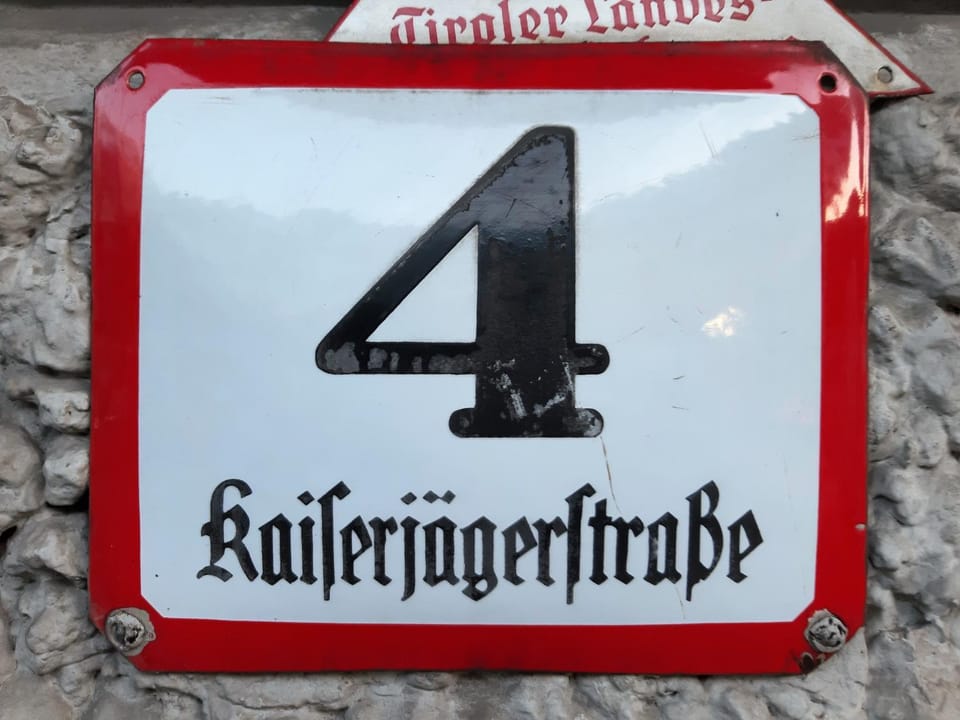 Tiroler Landes-
4
Kaiserjägerstraße